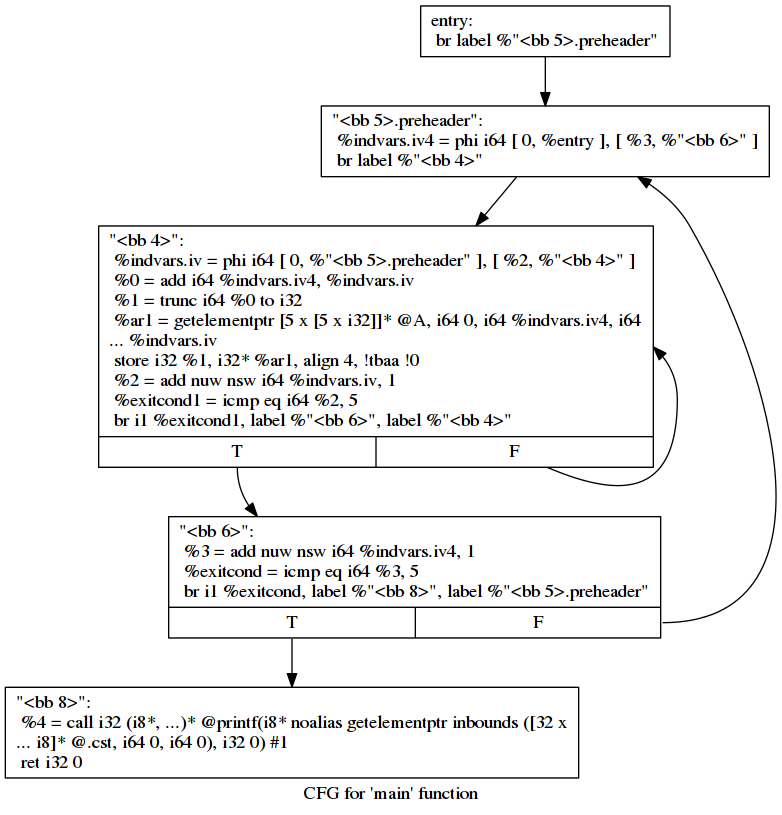 entry:
br label %"<bb 5>.preheader"
"<bb 5>.preheader":
%indvars.iv4 = phi i64 [ 0, %entry ], [ %3, %"<bb 6>" ]
br label %"<bb 4>"
"<bb 4>":
%indvars.iv = phi i64 [ 0, %"<bb 5>.preheader" ], [ %2, %"<bb 4>" ]
%0 = add i64 %indvars.iv4, %indvars.iv
%1 = trunc i64 %0 to i32
%ar1 = getelementptr [5 x [5 x i32]]* @A, i64 0, i64 %indvars.iv4, i64
... %indvars.iv
store i32 %1, i32* %ar1, align 4, !tbaa !0
%2 = add nuw nsw i64 %indvars.iv, 1
%exitcond1 = icmp eq i64 %2, 5
br i1 %exitcond1, label %"<bb 6>", label %"<bb 4>"
T F
"<bb 6>":
%3 = add nuw nsw i64 %indvars.iv4, 1
%exitcond = icmp eq i64 %3, 5
br i1 %exitcond, label %"<bb 8>", label %"<bb 5>.preheader"
T F
"<bb 8>":
%4 = call i32 (i8*, ...)* @printf(i8* noalias getelementptr inbounds ([32 x
... i8]* @.cst, i64 0, i64 0), i32 0) #1
ret i32 0
CFG for 'main' function